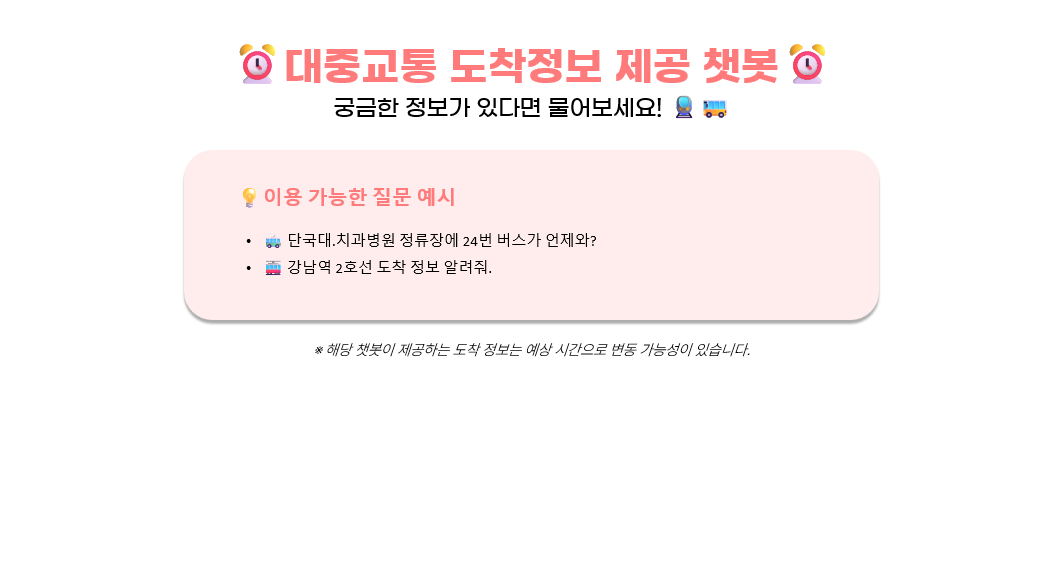 ⏰ 대중교통 도착정보 제공 챗봇 ⏰
궁금한 정보가 있다면 물어보세요! 🚆 🚌
💡 이용 가능한 질문 예시
• 🚎 단국대.치과병원 정류장에 24번 버스가 언제와?
• 🚋 강남역 2호선 도착 정보 알려줘.
※ 해당 챗봇이 제공하는 도착 정보는 예상 시간으로 변동 가능성이 있습니다.